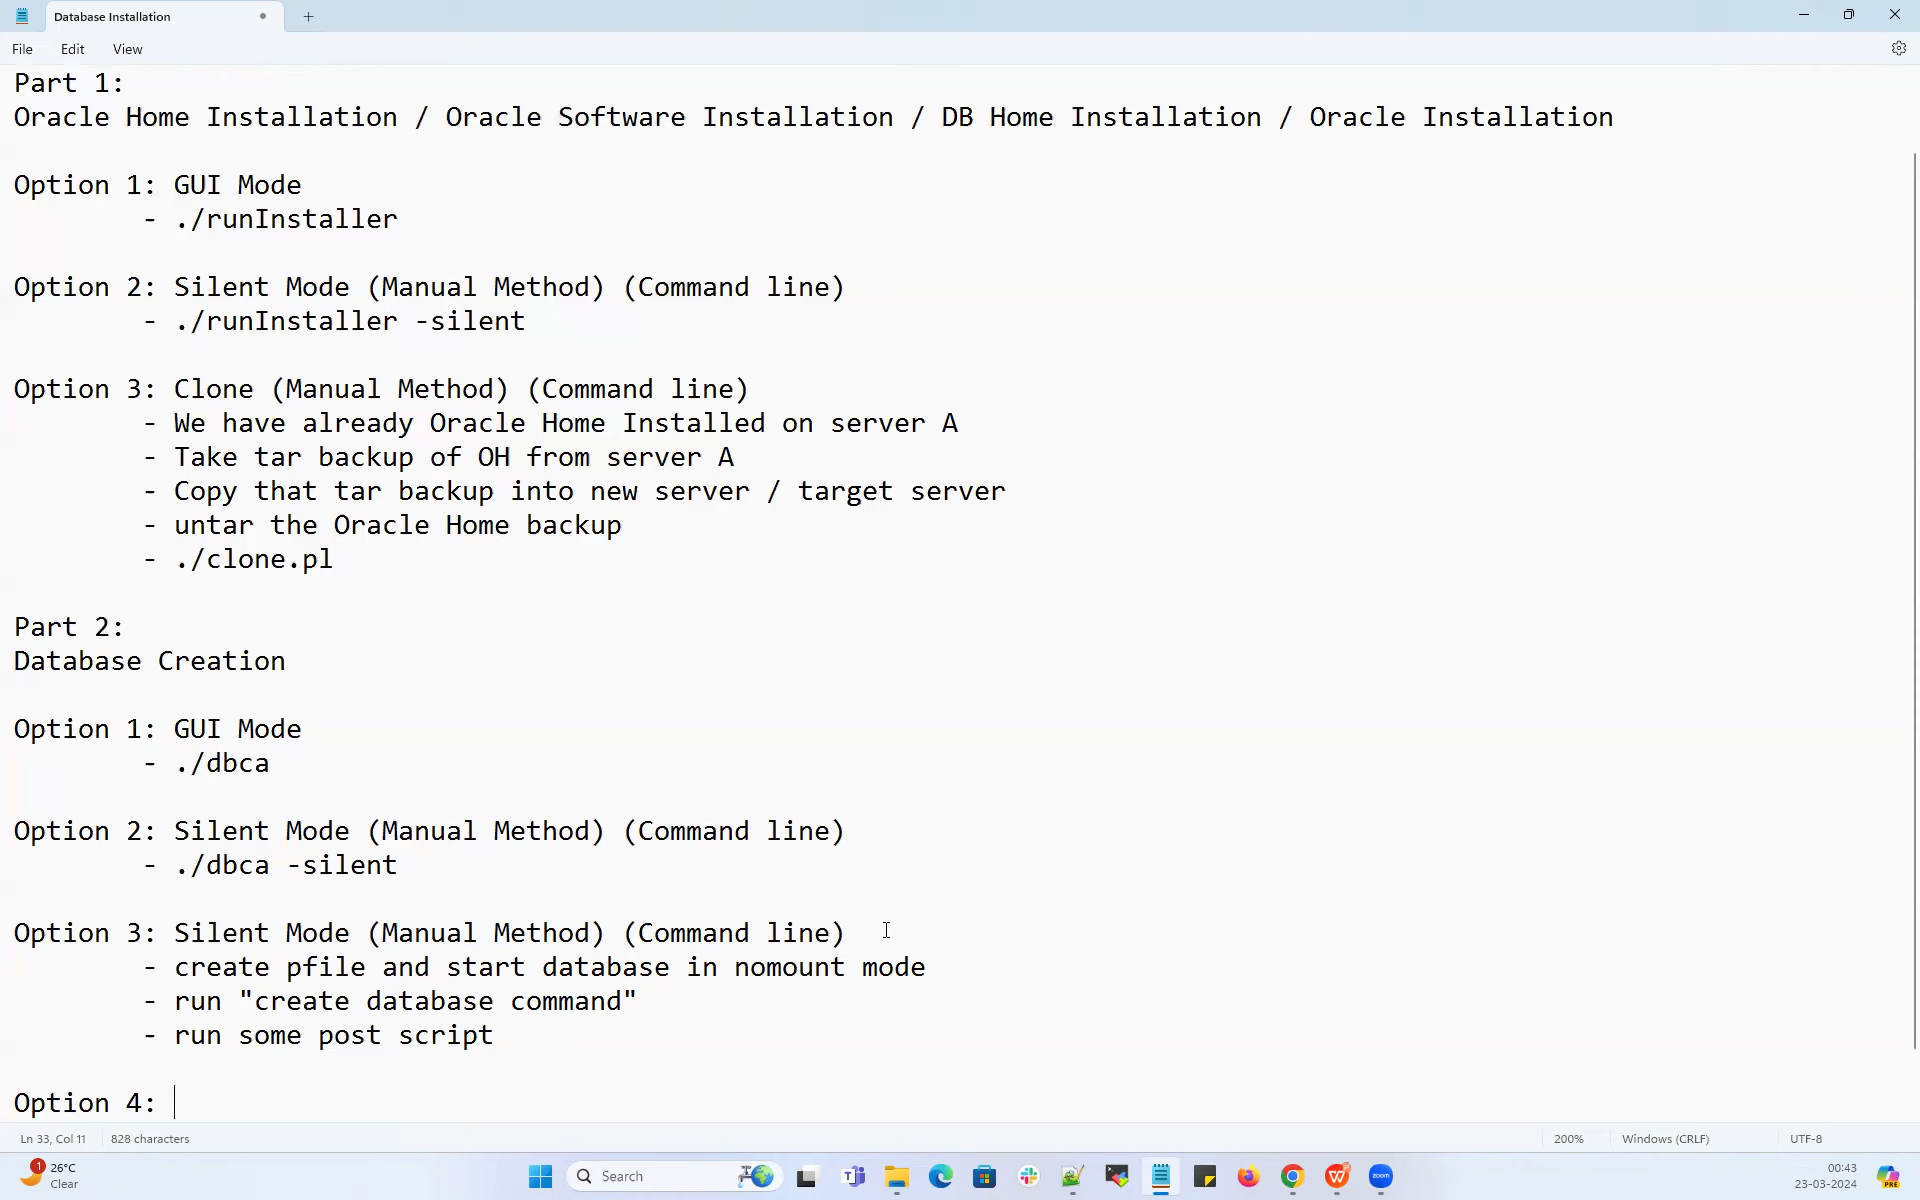 Database Installation
File Edit View
Part 1:
Oracle Home Installation / Oracle Software Installation / DB Home Installation / Oracle Installation
Option 1: GUI Mode
- ./runInstaller
Option 2: Silent Mode (Manual Method) (Command line)
- ./runInstaller -silent
Option 3: Clone (Manual Method) (Command line)
- We have already Oracle Home Installed on server A
- Take tar backup of OH from server A
- Copy that tar backup into new server / target server
- untar the Oracle Home backup
- ./clone.pl
Part 2:
Database Creation
Option 1: GUI Mode
- ./dbca
Option 2: Silent Mode (Manual Method) (Command line)
- ./dbca -silent
Option 3: Silent Mode (Manual Method) (Command line)
- create pfile and start database in nomount mode
- run "create database command"
- run some post script
Option 4:
Ln 33, Col 11 828 characters 200% Windows (CRLF) UTF-8
1 26°C Search zoom 00:43
Clear 23-03-2024 PRE